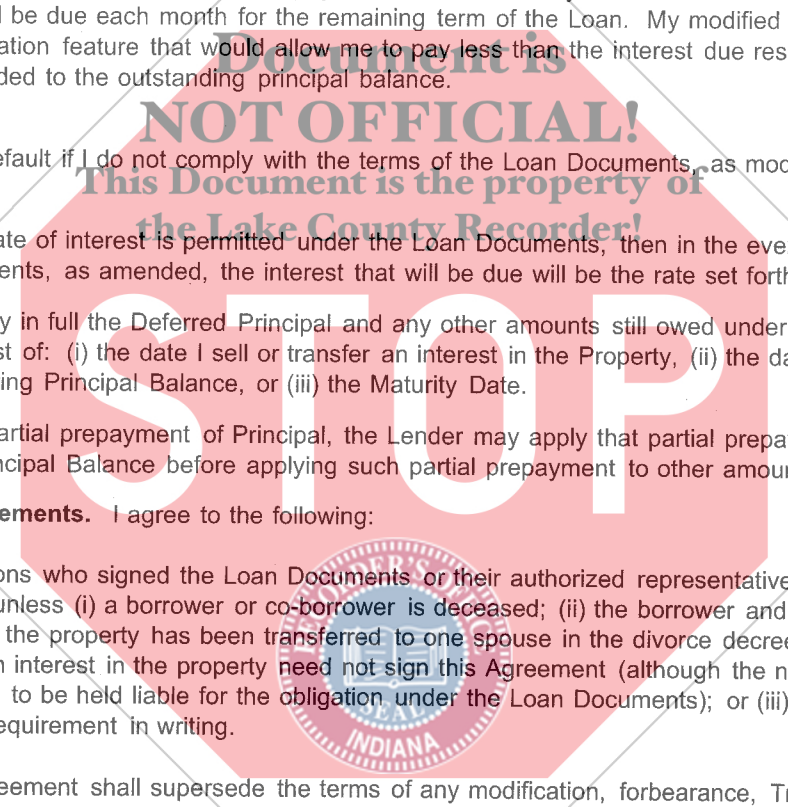 l be due each month for the remaining term of the Loan. My modified
ation feature that would allow me to pay less than the interest due res
Document is
ded to the outstanding principal balance.
NOT OFFICIAL!
efault if I do not comply with the terms of the Loan Documents, as mod
This Document is the property of
the Lake County Recorder!
ate of interest is permitted under the Loan Documents, then in the eve
ents, as amended, the interest that will be due will be the rate set forth
STOP
y in full the Deferred Principal and any other amounts still owed under
st of: (i) the date I sell or transfer an interest in the Property, (ii) the da
ing Principal Balance, or (iii) the Maturity Date.
artial prepayment of Principal, the Lender may apply that partial prepa
ncipal Balance before applying such partial prepayment to other amoun
ements. I agree to the following:
RECORDER'S OFFICE
ons who signed the Loan Documents or their authorized representative
unless (i) a borrower or co-borrower is deceased; (ii) the borrower and
the property has been transferred to one spouse in the divorce decree
n interest in the property need not sign this Agreement (although the n
to be held liable for the obligation under the Loan Documents); or (iii)
SEAL
equirement in writing.
INDIANA
eement shall supersede the terms of any modification, forbearance, Tr